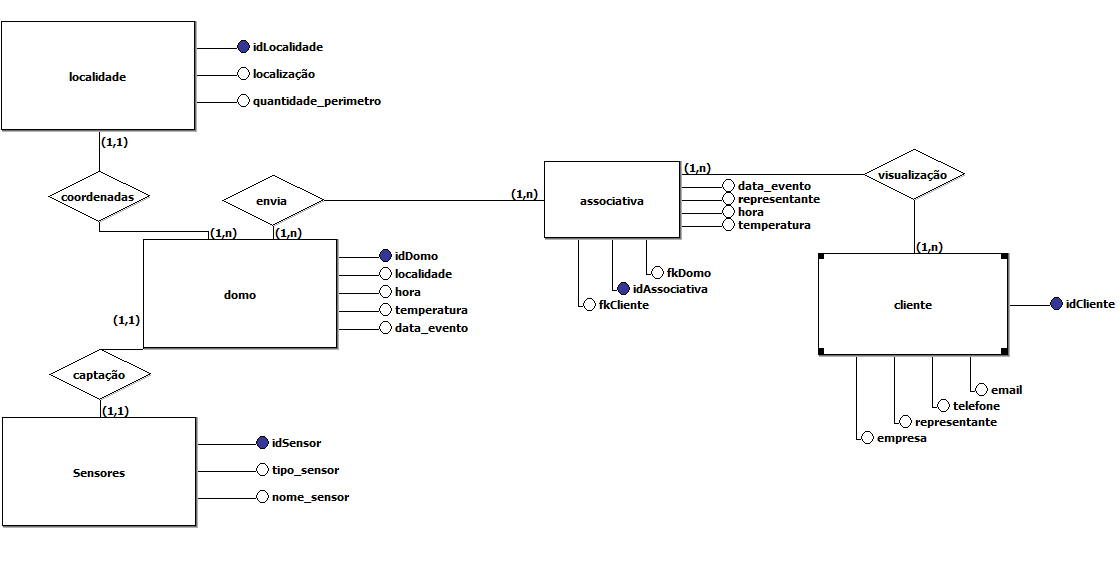 localidade
idLocalidade
localização
quantidade_perimetro
(1,1)
coordenadas
(1,n)
envia
(1,n)
(1,n)
associativa
(1,n)
data_evento
representante
hora
temperatura
fkDomo
idAssociativa
fkCliente
visualização
(1,n)
cliente
idCliente
email
telefone
representante
empresa
domo
idDomo
localidade
hora
temperatura
data_evento
(1,1)
captação
(1,1)
Sensores
idSensor
tipo_sensor
nome_sensor